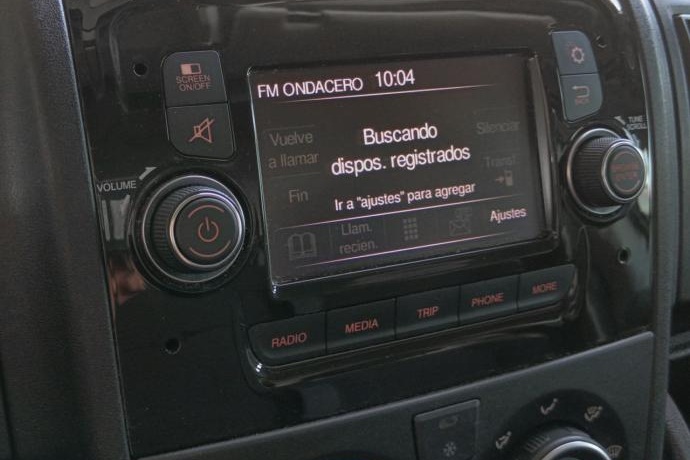 SCREEN
ON/OFF
FM ONDACERO 10:04
Vuelve
a llamar
Buscando
dispos. registrados
Silenciar
Transf.
Fin
Ir a "ajustes" para agregar
Llam.
recien.
Ajustes
VOLUME
TUNE
SCROLL
RADIO
MEDIA
TRIP
PHONE
MORE